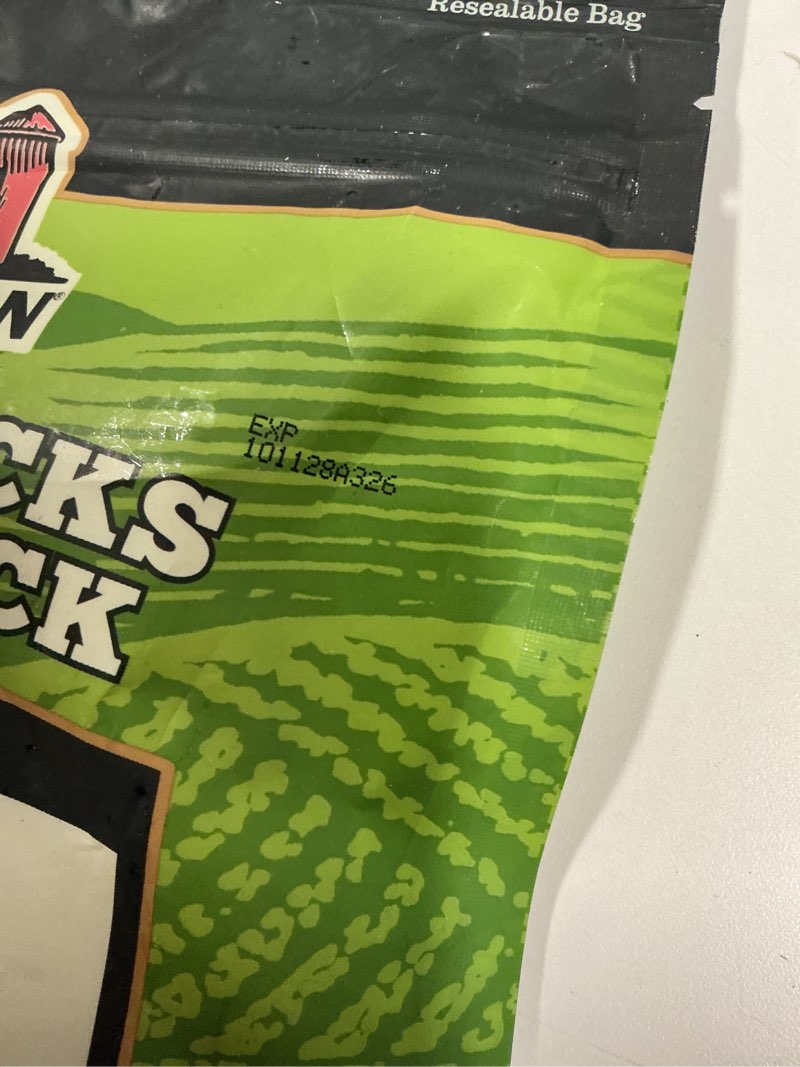 Resealable Bag
N®
CKS
CK
EXP
101128A326